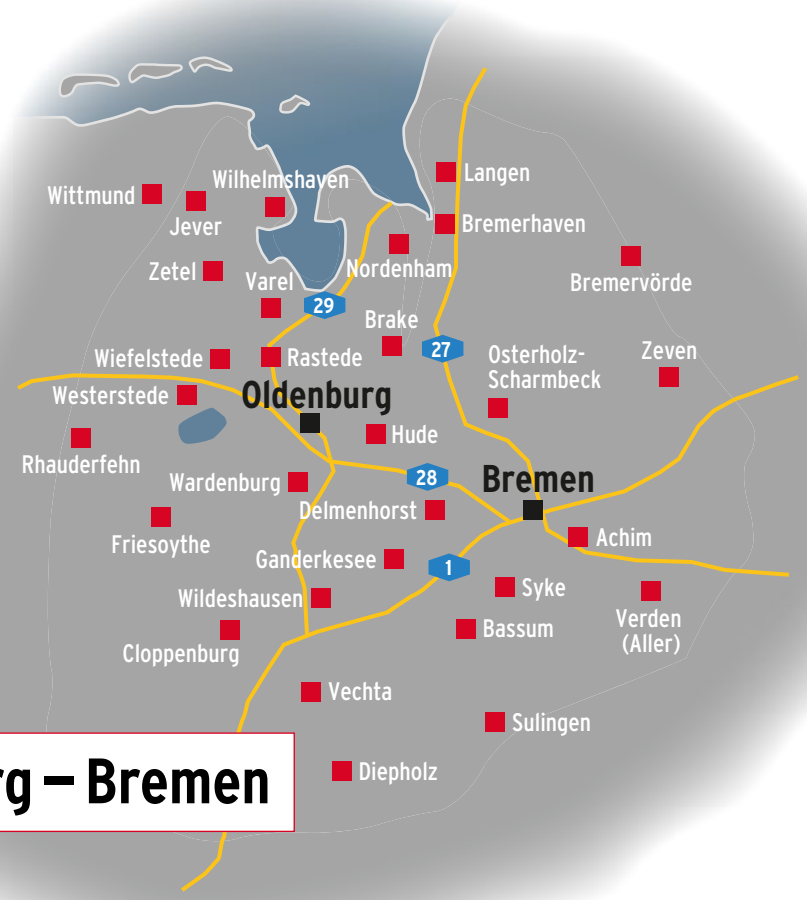 Langen
Wilhelmshaven
Wittmund
Jever
Bremerhaven
Nordenham
Zetel
Varel
Bremervörde
29
Brake
27
Zeven
Osterholz-
Scharmbeck
Wiefelstede
Rastede
Westerstede
Oldenburg
Hude
Rhauderfehn
Wardenburg
28
Bremen
Delmenhorst
Friesoythe
Achim
Ganderkesee
1
Syke
Wildeshausen
Verden
(Aller)
Bassum
Cloppenburg
Vechta
Sulingen
Diepholz
rg – Bremen